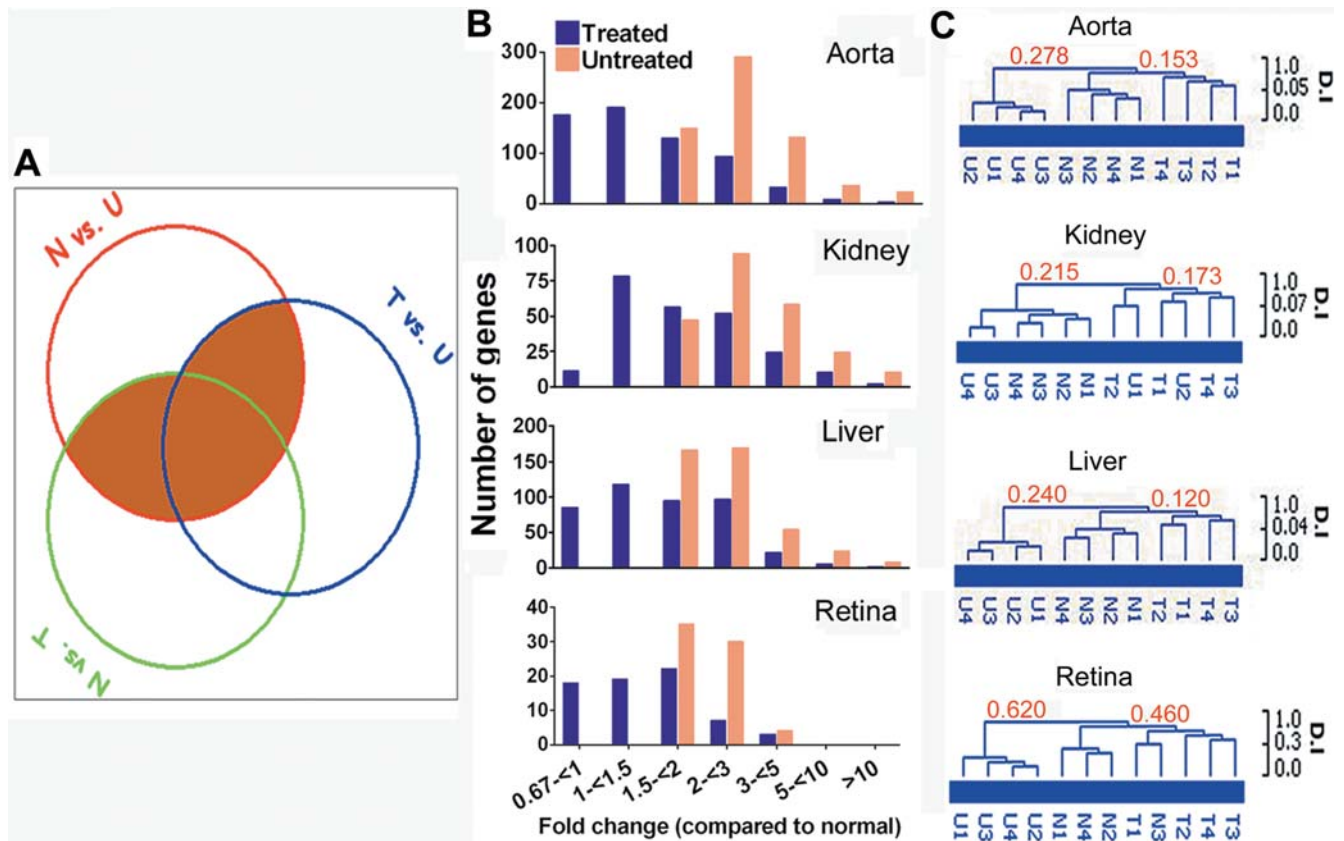 A
N vs. U
T vs. U
N vs. T
B
Number of genes
Treated
Untreated
Aorta
300
200
100
0
Kidney
100
75
50
25
0
Liver
200
150
100
50
0
Retina
40
30
20
10
0
0.67-<1 1-<1.5 1.5-<2 2-<3 3-<5 5-<10 >10
Fold change (compared to normal)
C
Aorta
0.278 0.153
1.0
0.05
0.0
D.I
U2 U1 U4 U3 N3 N2 N4 N1 T4 T3 T2 T1
Kidney
0.215 0.173
1.0
0.07
0.0
D.I
U4 U3 N4 N3 N2 N1 T2 U1 T1 U2 T4 T3
Liver
0.240 0.120
1.0
0.04
0.0
D.I
U4 U3 U2 U1 N4 N3 N2 N1 T2 T1 T4 T3
Retina
0.620 0.460
1.0
0.3
0.0
D.I
U1 U3 U4 U2 N1 N4 N2 T1 N3 T2 T4 T3